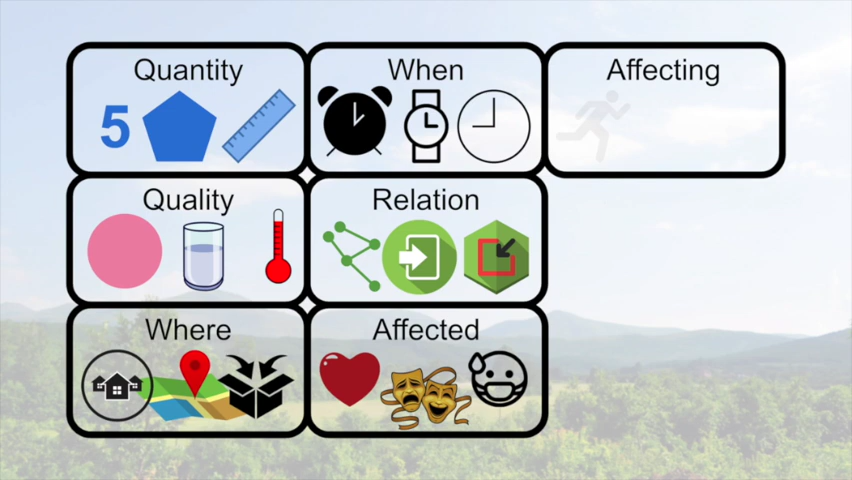 Quantity
When
Affecting
5
Quality
Relation
Where
Affected